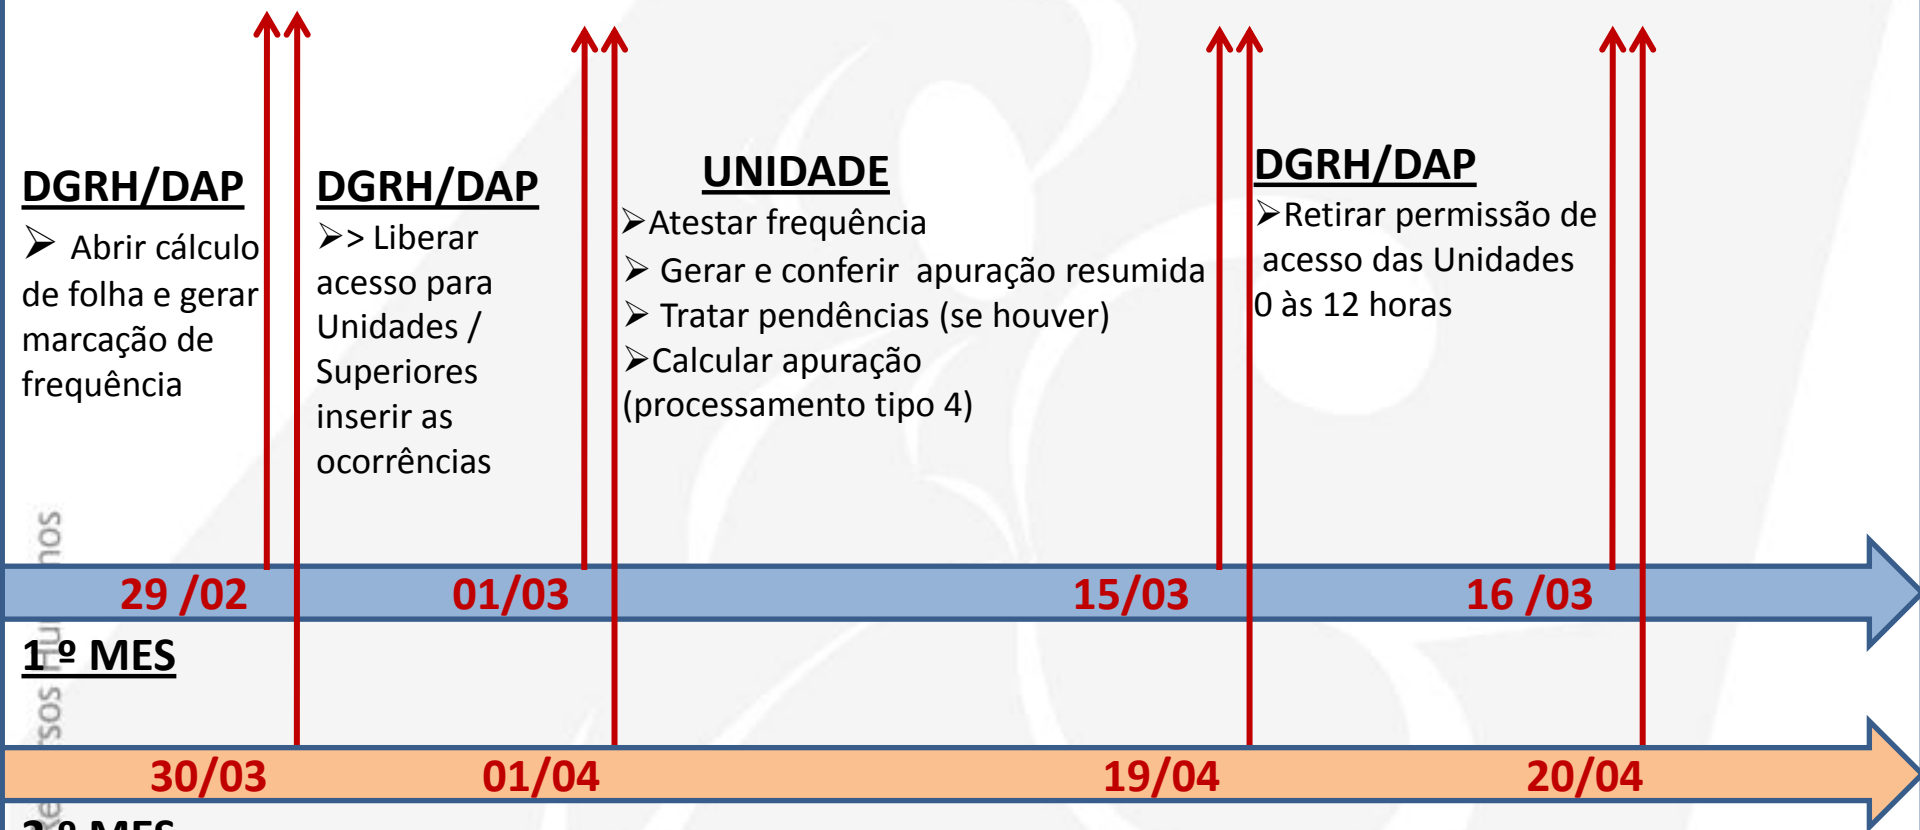 DGRH/DAP
➢ Abrir cálculo
de folha e gerar
marcação de
frequência
DGRH/DAP
➢> Liberar
acesso para
Unidades /
Superiores
inserir as
ocorrências
UNIDADE
➢Atestar frequência
➢ Gerar e conferir apuração resumida
➢ Tratar pendências (se houver)
➢Calcular apuração
(processamento tipo 4)
DGRH/DAP
➢Retirar permissão de
acesso das Unidades
0 às 12 horas
29 /02
01/03
15/03
16 /03
1 º MES
30/03
01/04
19/04
20/04
º MES